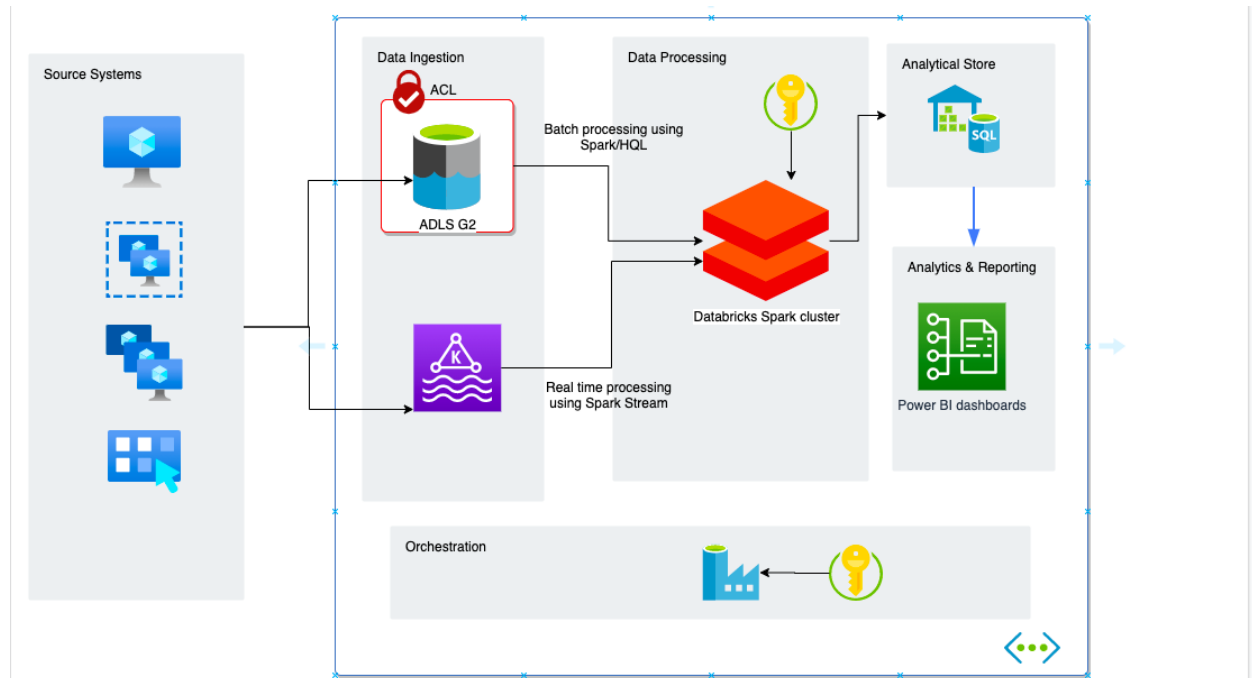 Source Systems
Data Ingestion
ACL
ADLS G2
Batch processing using
Spark/HQL
Real time processing
using Spark Stream
K
Data Processing
Databricks Spark cluster
Analytical Store
SQL
Analytics & Reporting
Power BI dashboards
Orchestration